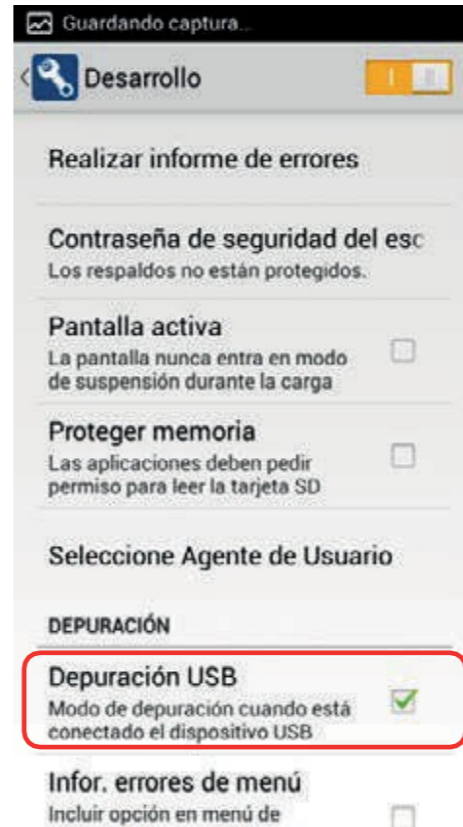 Guardando captura...
Desarrollo
Realizar informe de errores
Contraseña de seguridad del esc
Los respaldos no están protegidos.
Pantalla activa
La pantalla nunca entra en modo
de suspensión durante la carga
Proteger memoria
Las aplicaciones deben pedir
permiso para leer la tarjeta SD
Seleccione Agente de Usuario
DEPURACIÓN
Depuración USB
Modo de depuración cuando está
conectado el dispositivo USB
Infor. errores de menú
Incluir opción en menú de